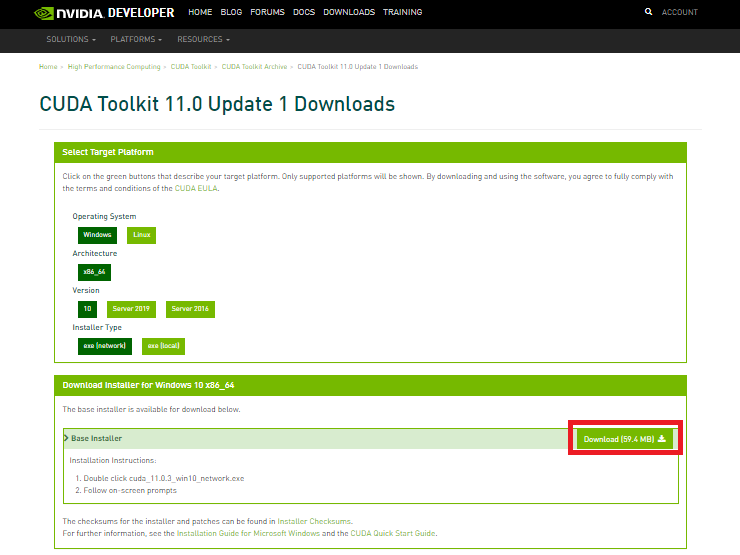 NVIDIA. DEVELOPER HOME BLOG FORUMS DOCS DOWNLOADS TRAINING ACCOUNT
SOLUTIONS PLATFORMS RESOURCES
Home > High Performance Computing > CUDA Toolkit > CUDA Toolkit Archive > CUDA Toolkit 11.0 Update 1 Downloads
CUDA Toolkit 11.0 Update 1 Downloads
Select Target Platform
Click on the green buttons that describe your target platform. Only supported platforms will be shown. By downloading and using the software, you agree to fully comply with
the terms and conditions of the CUDA EULA.
Operating System
Windows Linux
Architecture
x86_64
Version
10 Server 2019 Server 2016
Installer Type
exe (network) exe (local)
Download Installer for Windows 10 x86_64
The base installer is available for download below.
Base Installer Download (59.4 MB)
Installation Instructions:
1. Double click cuda_11.0.3_win10_network.exe
2. Follow on-screen prompts
The checksums for the installer and patches can be found in Installer Checksums.
For further information, see the Installation Guide for Microsoft Windows and the CUDA Quick Start Guide.